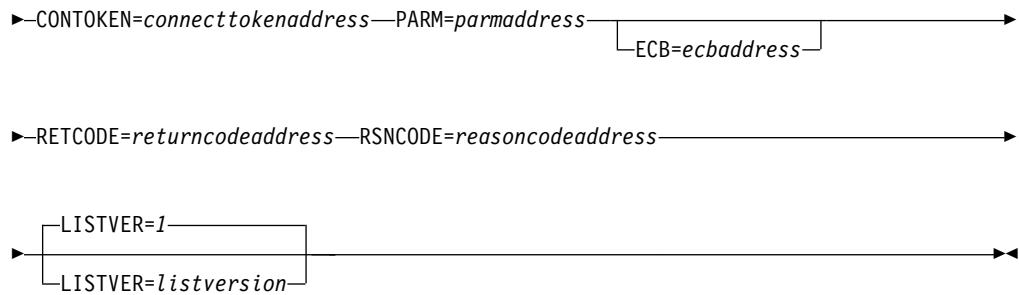 CONTOKEN=connecttokenaddress PARM=parmaddress
ECB=ecbaddress
RETCODE=returncodeaddress RSNCODE=reasoncodeaddress
LISTVER=1
LISTVER=listversion